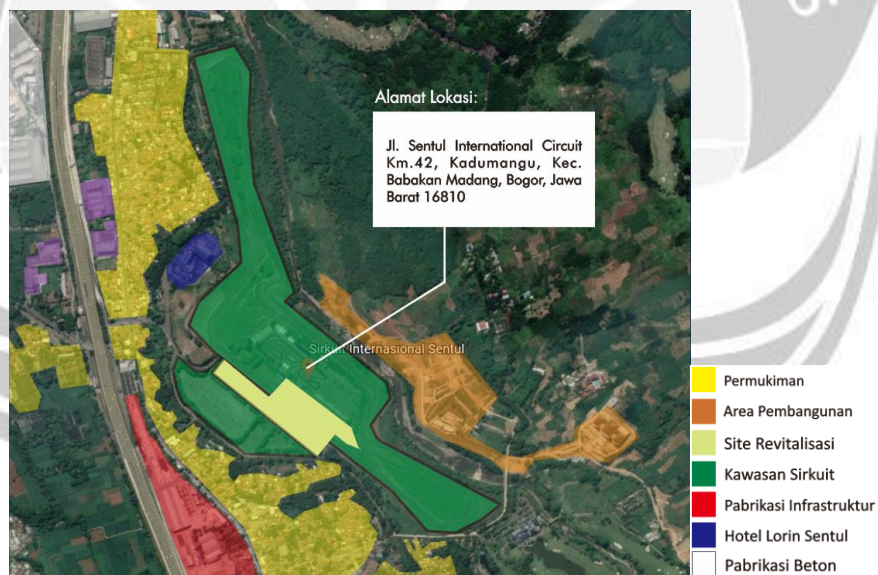 Alamat Lokasi:
Jl. Sentul International Circuit
Km.42, Kadumangu, Kec.
Babakan Madang, Bogor, Jawa
Barat 16810
Sirkuit Internasional Sentul
Permukiman
Area Pembangunan
Site Revitalisasi
Kawasan Sirkuit
Pabrikasi Infrastruktur
Hotel Lorin Sentul
Pabrikasi Beton